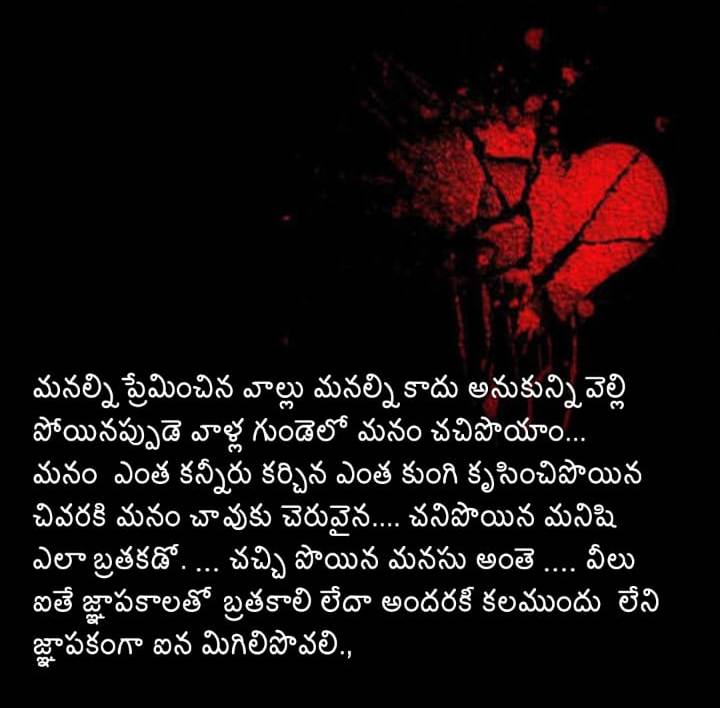 మనల్ని ప్రేమించిన వాల్లు మనల్ని కాదు అనుకున్ని వెల్లి
పోయినప్పుడె వాళ్ల గుండెలో మనం చచిపొయాం...
మనం ఎంత కన్నీరు కర్చిన ఎంత కుంగి కృసించిపొయిన
చివరకి మనం చావుకు చెరువైన.... చనిపొయిన మనిషి
ఎలా బ్రతకడో. ... చచ్చి పొయిన మనసు అంతె .... వీలు
ఐతే జ్ఞాపకాలతో బ్రతకాలి లేదా అందరకీ కలముందు లేని
జ్ఞాపకంగా ఐన మిగిలిపొవలి.,